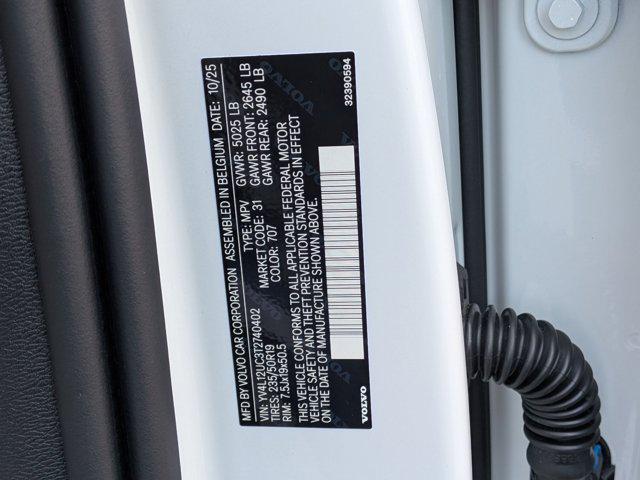 MFD BY VOLVO CAR CORPORATION ASSEMBLED IN BELGIUM DATE: 10/25
VIN: YV4L12UC3T2740402 TYPE: MPV GVWR: 5025 LB
TIRES: 235/50R19 MARKET CODE: 31 GAWR FRONT: 2645 LB
RIM: 7.5Jx19x50.5 COLOR: 707 GAWR REAR: 2490 LB
THIS VEHICLE CONFORMS TO ALL APPLICABLE FEDERAL MOTOR
VEHICLE SAFETY AND THEFT PREVENTION STANDARDS IN EFFECT
ON THE DATE OF MANUFACTURE SHOWN ABOVE.
VOLVO 32390594